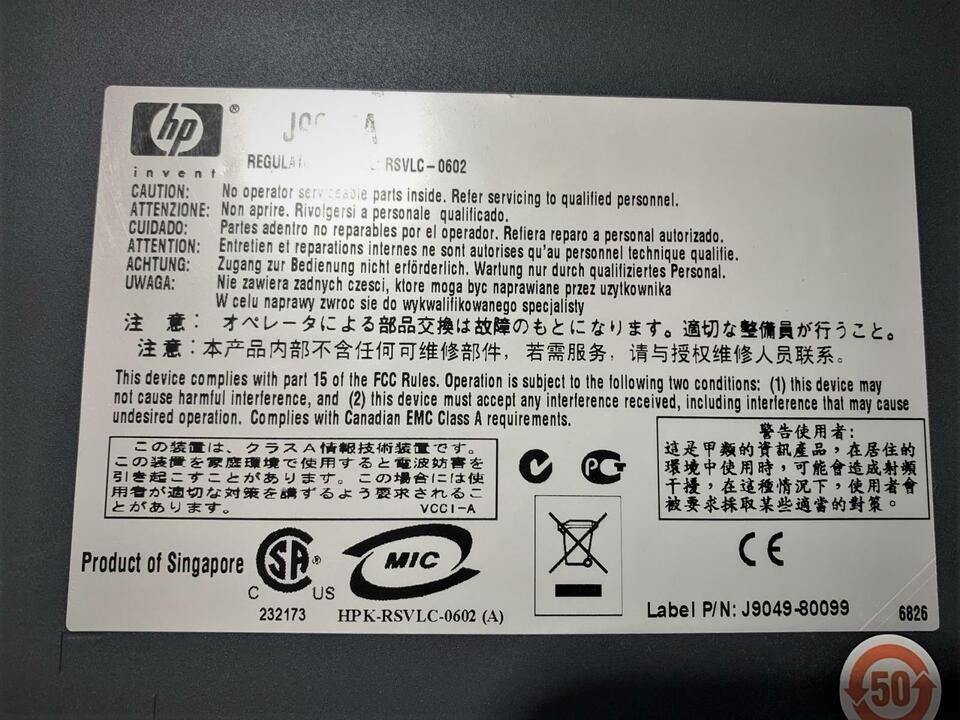 hp ®
invent
RSVLC-0602
CAUTION: No operator serviceable parts inside. Refer servicing to qualified personnel.
ATTENZIONE: Non aprire. Rivolgersi a personale qualificado.
CUIDADO: Partes adentro no reparables por el operador. Refiera reparo a personal autorizado.
ATTENTION: Entretien et reparations internes ne sont autorises qu'au personnel technique qualifie.
ACHTUNG: Zugang zur Bedienung nicht erförderlich. Wartung nur durch qualifiziertes Personal.
UWAGA: Nie zawiera zadnych czesci, ktore moga byc naprawiane przez uzytkownika
W celu naprawy zwroc sie do wykwalifikowanego specjalisty
注 意: オペレータによる部品交換は故障のもとになります。適切な整備員が行うこと。
注意:本产品内部不含任何可维修部件，若需服务，请与授权维修人员联系。
This device complies with part 15 of the FCC Rules. Operation is subject to the following two conditions: (1) this device may
not cause harmful interference, and (2) this device must accept any interference received, including interference that may cause
undesired operation. Complies with Canadian EMC Class A requirements.
この装置は、クラスA情報技術装置です。
この装置を家庭環境で使用すると電波妨害を
引き起こすことがあります。この場合には使
用者が適切な対策を講ずるよう要求されるこ
とがあります。 VCCI-A
警告使用者:
這是甲類的資訊產品，在居住的
環境中使用時，可能會造成射頻
干擾，在這種情況下，使用者會
被要求採取某些適當的對策。
Product of Singapore
SA ®
C US
232173
MIC
HPK-RSVLC-0602 (A)
CE
Label P/N: J9049-80099
6826
50